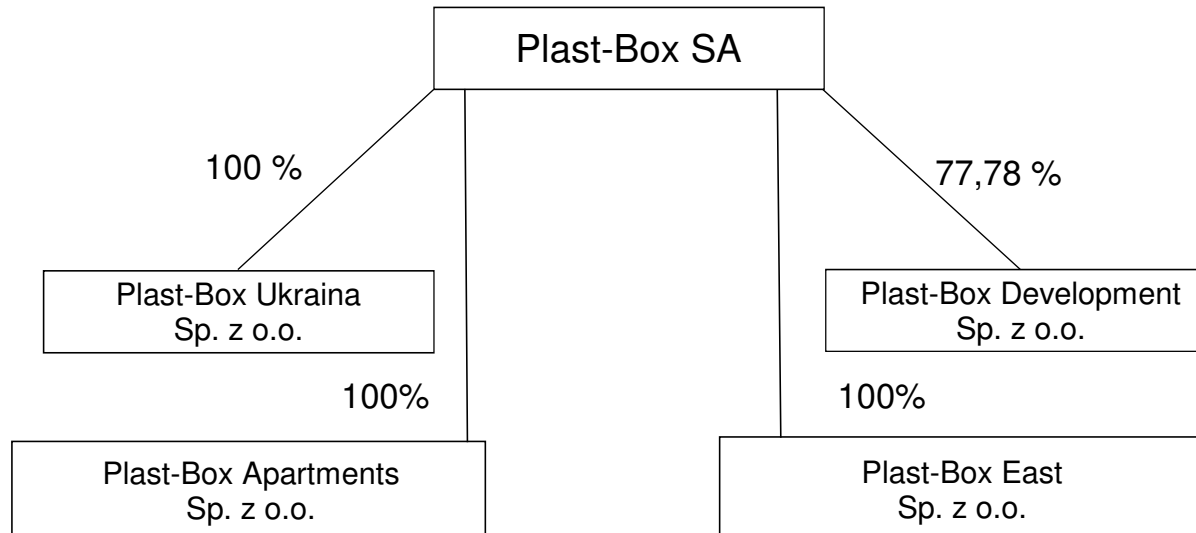 Plast-Box SA
100 %
77,78 %
Plast-Box Ukraina
Sp. z o.o.
Plast-Box Development
Sp. z o.o.
100%
100%
Plast-Box Apartments
Sp. z o.o.
Plast-Box East
Sp. z o.o.